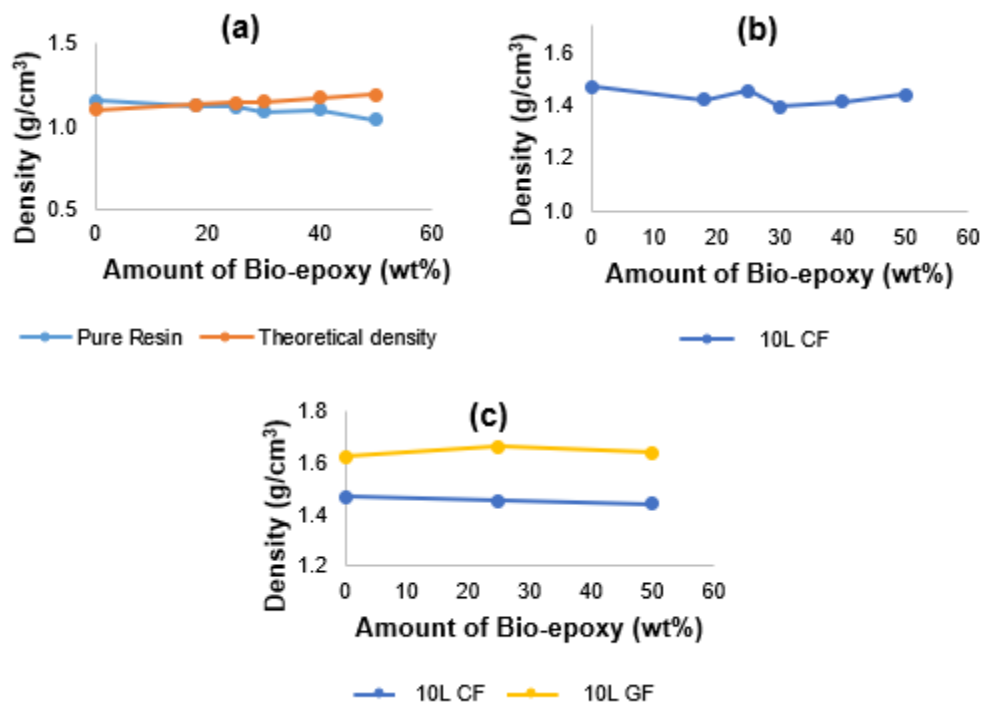 (a)
1.5
1.0
0.5
Density (g/cm³)
0 20 40 60
Amount of Bio-epoxy (wt%)
Pure Resin Theoretical density
(b)
1.6
1.4
1.2
1.0
Density (g/cm³)
0 10 20 30 40 50 60
Amount of Bio-epoxy (wt%)
10L CF
(c)
1.8
1.6
1.4
1.2
Density (g/cm³)
0 10 20 30 40 50 60
Amount of Bio-epoxy (wt%)
10L CF 10L GF